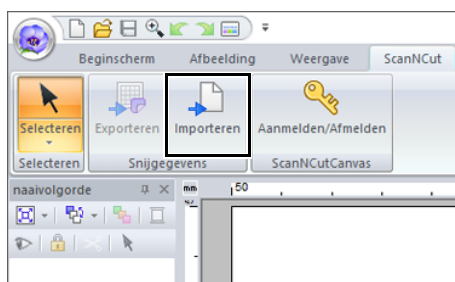 Beginscherm Afbeelding Weergave ScanNCut
Selecteren Exporteren Importeren Aanmelden/Afmelden
Selecteren Snijgegevens ScanNCutCanvas
naaivolgorde mm 50